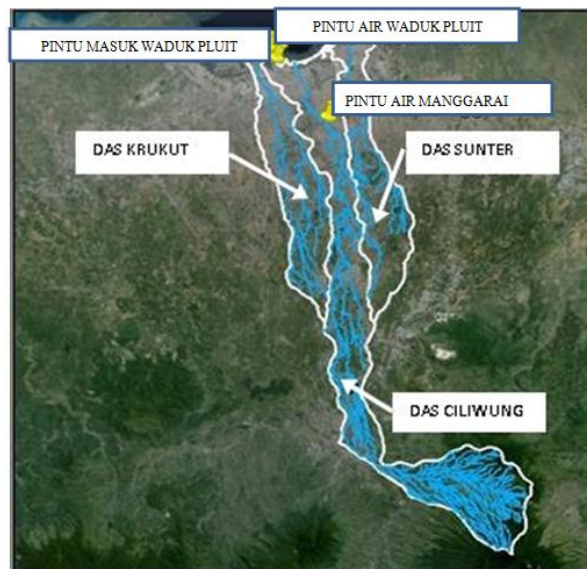 PINTU AIR WADUK PLUIT
PINTU MASUK WADUK PLUIT
PINTU AIR MANGGARAI
DAS KRUKUT
DAS SUNTER
DAS CILIWUNG